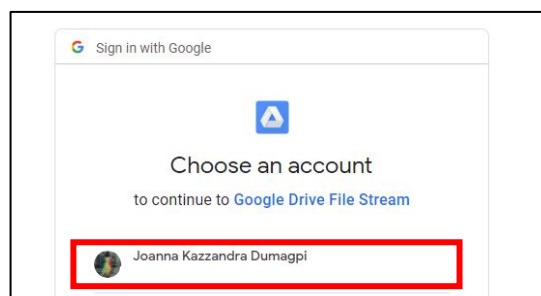 Sign in with Google
Choose an account
to continue to Google Drive File Stream
Joanna Kazzandra Dumagpi